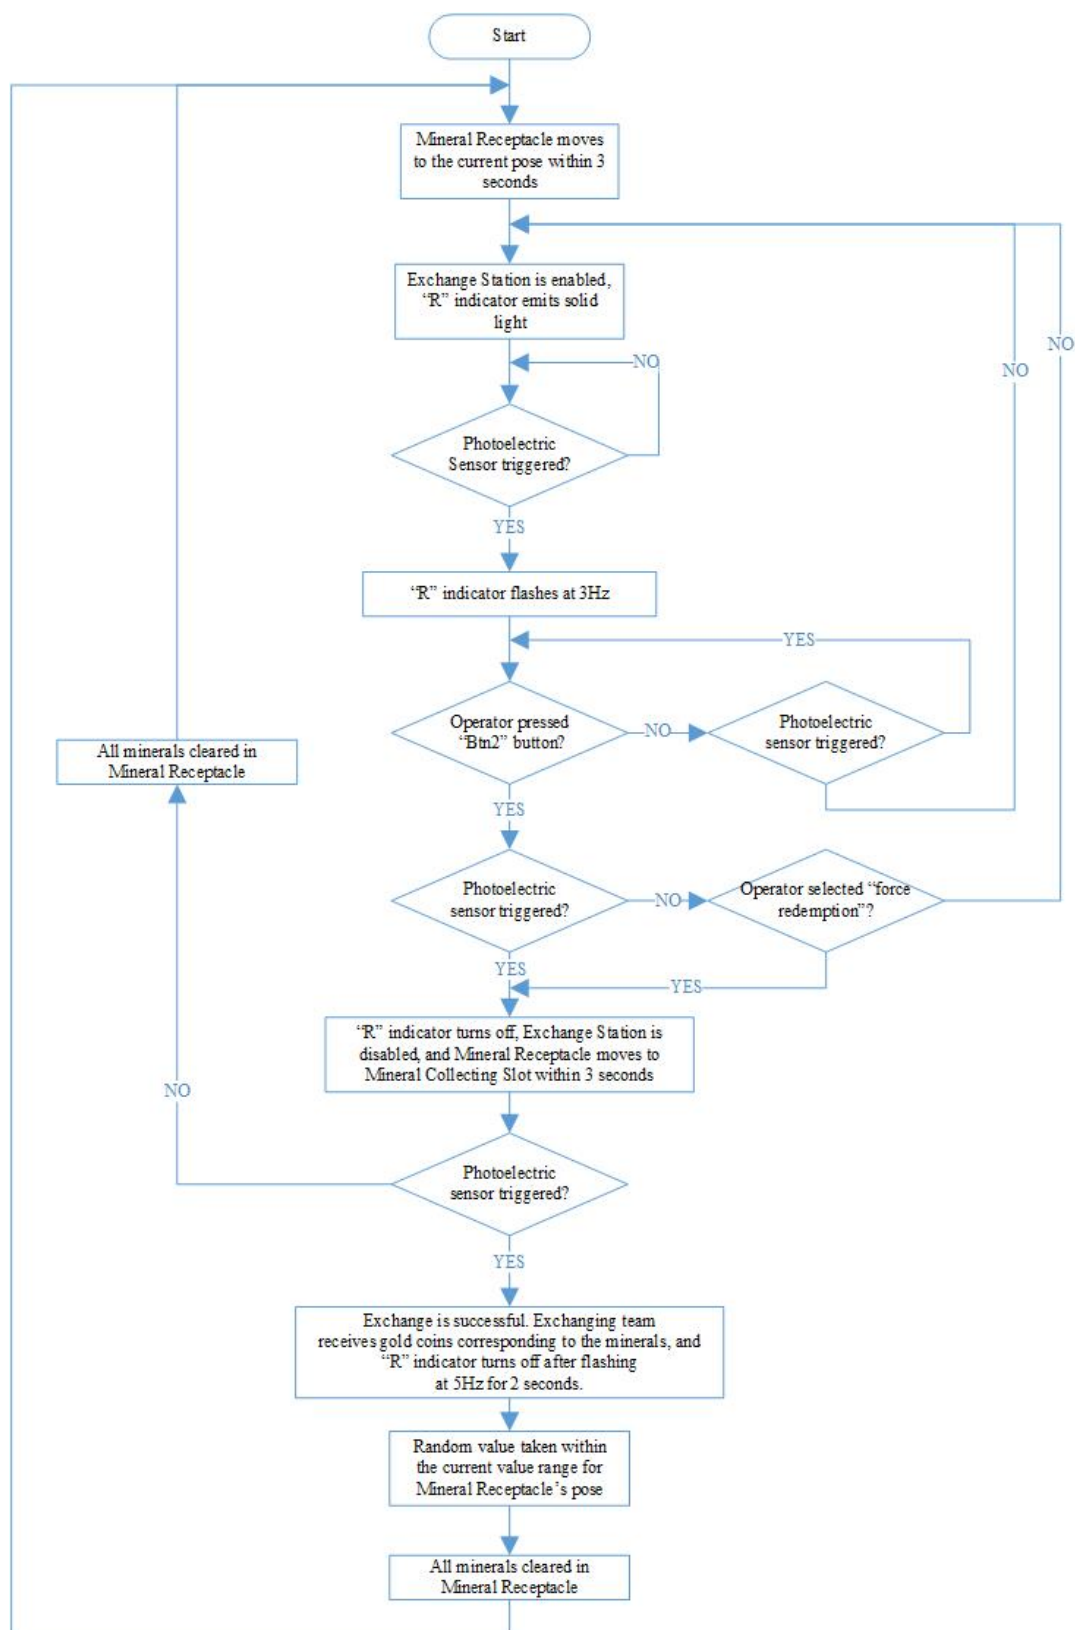 Start
Mineral Receptacle moves
to the current pose within 3
seconds
Exchange Station is enabled,
“R” indicator emits solid
light
NO
NO
NO
Photoelectric
Sensor triggered?
YES
“R” indicator flashes at 3Hz
YES
Operator pressed
“Btn2” button?
NO
Photoelectric
sensor triggered?
All minerals cleared in
Mineral Receptacle
YES
Photoelectric
sensor triggered?
NO
Operator selected “force
redemption”?
YES
YES
“R” indicator turns off, Exchange Station is
disabled, and Mineral Receptacle moves to
Mineral Collecting Slot within 3 seconds
NO
Photoelectric
sensor triggered?
YES
Exchange is successful. Exchanging team
receives gold coins corresponding to the minerals, and
“R” indicator turns off after flashing
at 5Hz for 2 seconds.
Random value taken within
the current value range for
Mineral Receptacle’s pose
All minerals cleared in
Mineral Receptacle